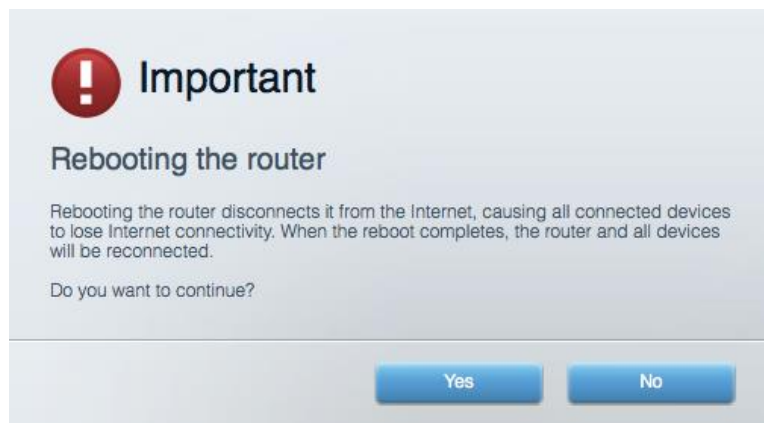 Important
Rebooting the router
Rebooting the router disconnects it from the Internet, causing all connected devices
to lose Internet connectivity. When the reboot completes, the router and all devices
will be reconnected.
Do you want to continue?
Yes
No